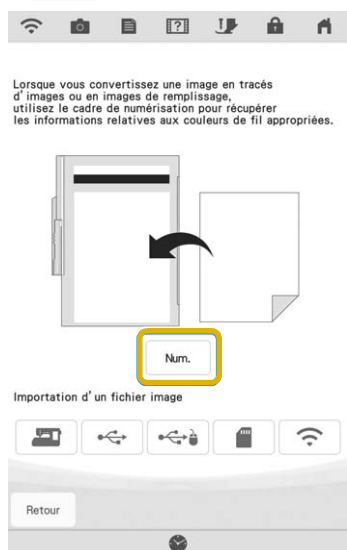 Lorsque vous convertissez une image en tracés
d'images ou en images de remplissage,
utilisez le cadre de numérisation pour récupérer
les informations relatives aux couleurs de fil appropriées.
Num.
Importation d'un fichier image
Retour